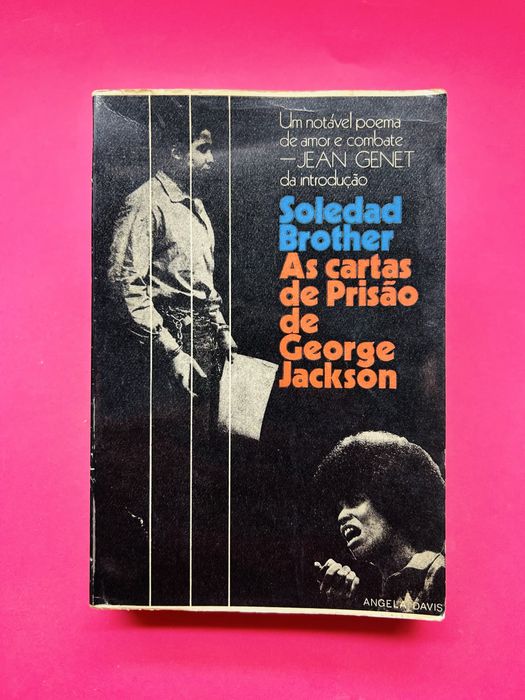 Um notável poema
de amor e combate
—JEAN GENET
da introdução
Soledad
Brother
As cartas
de Prisão
de
George
Jackson
ANGELA DAVIS